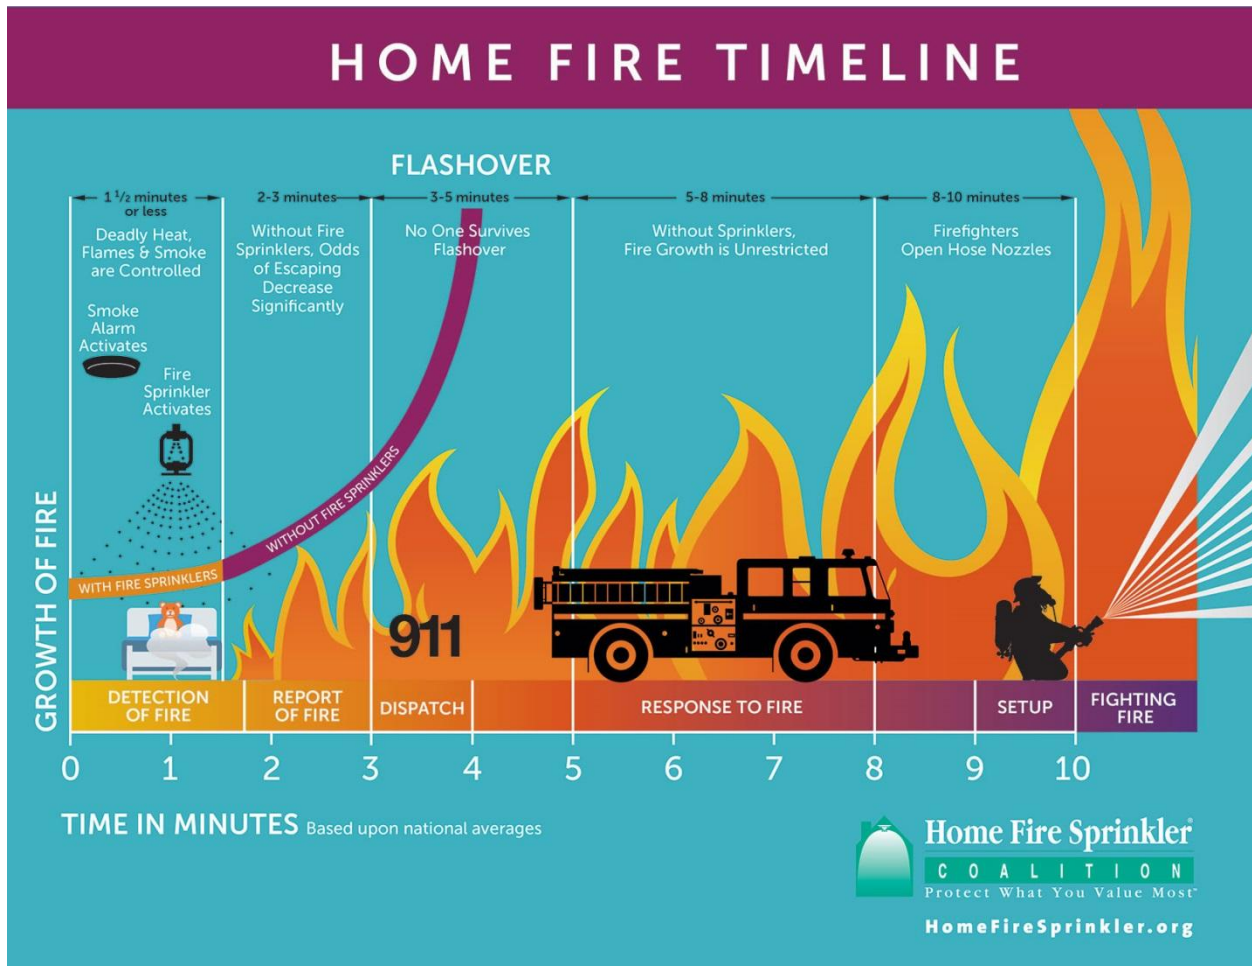 HOME FIRE TIMELINE
FLASHOVER
1 1/2 minutes
or less
Deadly Heat,
Flames & Smoke
are Controlled
Smoke
Alarm
Activates
Fire
Sprinkler
Activates
2-3 minutes
Without Fire
Sprinklers, Odds
of Escaping
Decrease
Significantly
3-5 minutes
No One Survives
Flashover
5-8 minutes
Without Sprinklers,
Fire Growth is Unrestricted
8-10 minutes
Firefighters
Open Hose Nozzles
GROWTH OF FIRE
WITH FIRE SPRINKLERS
WITHOUT FIRE SPRINKLERS
911
DETECTION
OF FIRE
REPORT
OF FIRE
DISPATCH
RESPONSE TO FIRE
SETUP
FIGHTING
FIRE
0 1 2 3 4 5 6 7 8 9 10
TIME IN MINUTES Based upon national averages
Home Fire Sprinkler®
COALITION
Protect What You Value Most™
HomeFireSprinkler.org